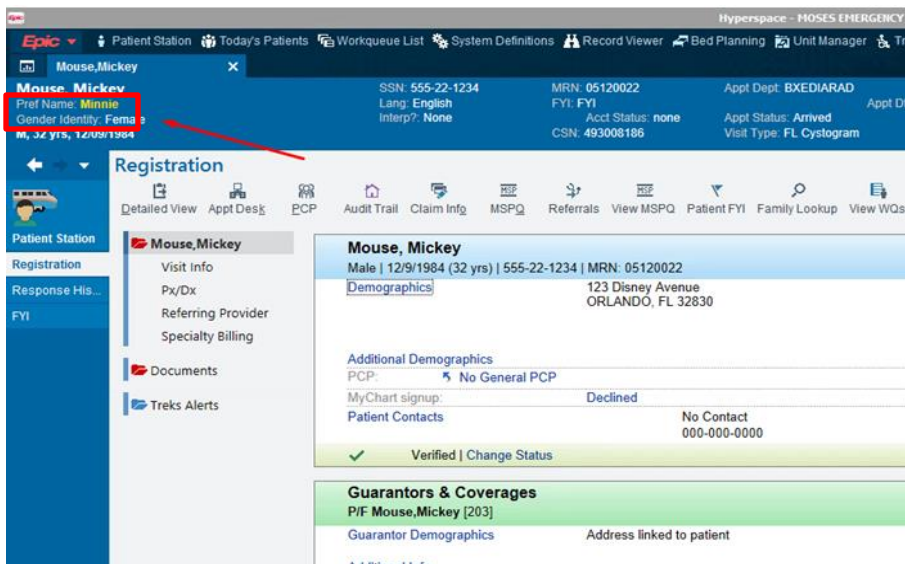 Epic
Hyperspace - MOSES EMERGENCY
Epic Patient Station Today's Patients Workqueue List System Definitions Record Viewer Bed Planning Unit Manager Tr
Mouse,Mickey ×
Mouse, Mickey SSN: 555-22-1234 MRN: 05120022 Appt Dept: BXEDIARAD
Pref Name: Minnie Lang: English FYI: FYI Appt D
Gender Identity: Female Interp?: None Acct Status: none Appt Status: Arrived
M, 32 yrs, 12/09/1984 CSN: 493008186 Visit Type: FL Cystogram
Registration
Detailed View Appt Desk PCP Audit Trail Claim Info MSPQ Referrals View MSPQ Patient FYI Family Lookup View WQs
Patient Station
Registration
Response His...
FYI
Mouse,Mickey
Visit Info
Px/Dx
Referring Provider
Specialty Billing
Documents
Treks Alerts
Mouse, Mickey
Male | 12/9/1984 (32 yrs) | 555-22-1234 | MRN: 05120022
Demographics 123 Disney Avenue
ORLANDO, FL 32830
Additional Demographics
PCP: No General PCP
MyChart signup: Declined
Patient Contacts No Contact
000-000-0000
Verified | Change Status
Guarantors & Coverages
P/F Mouse,Mickey [203]
Guarantor Demographics Address linked to patient